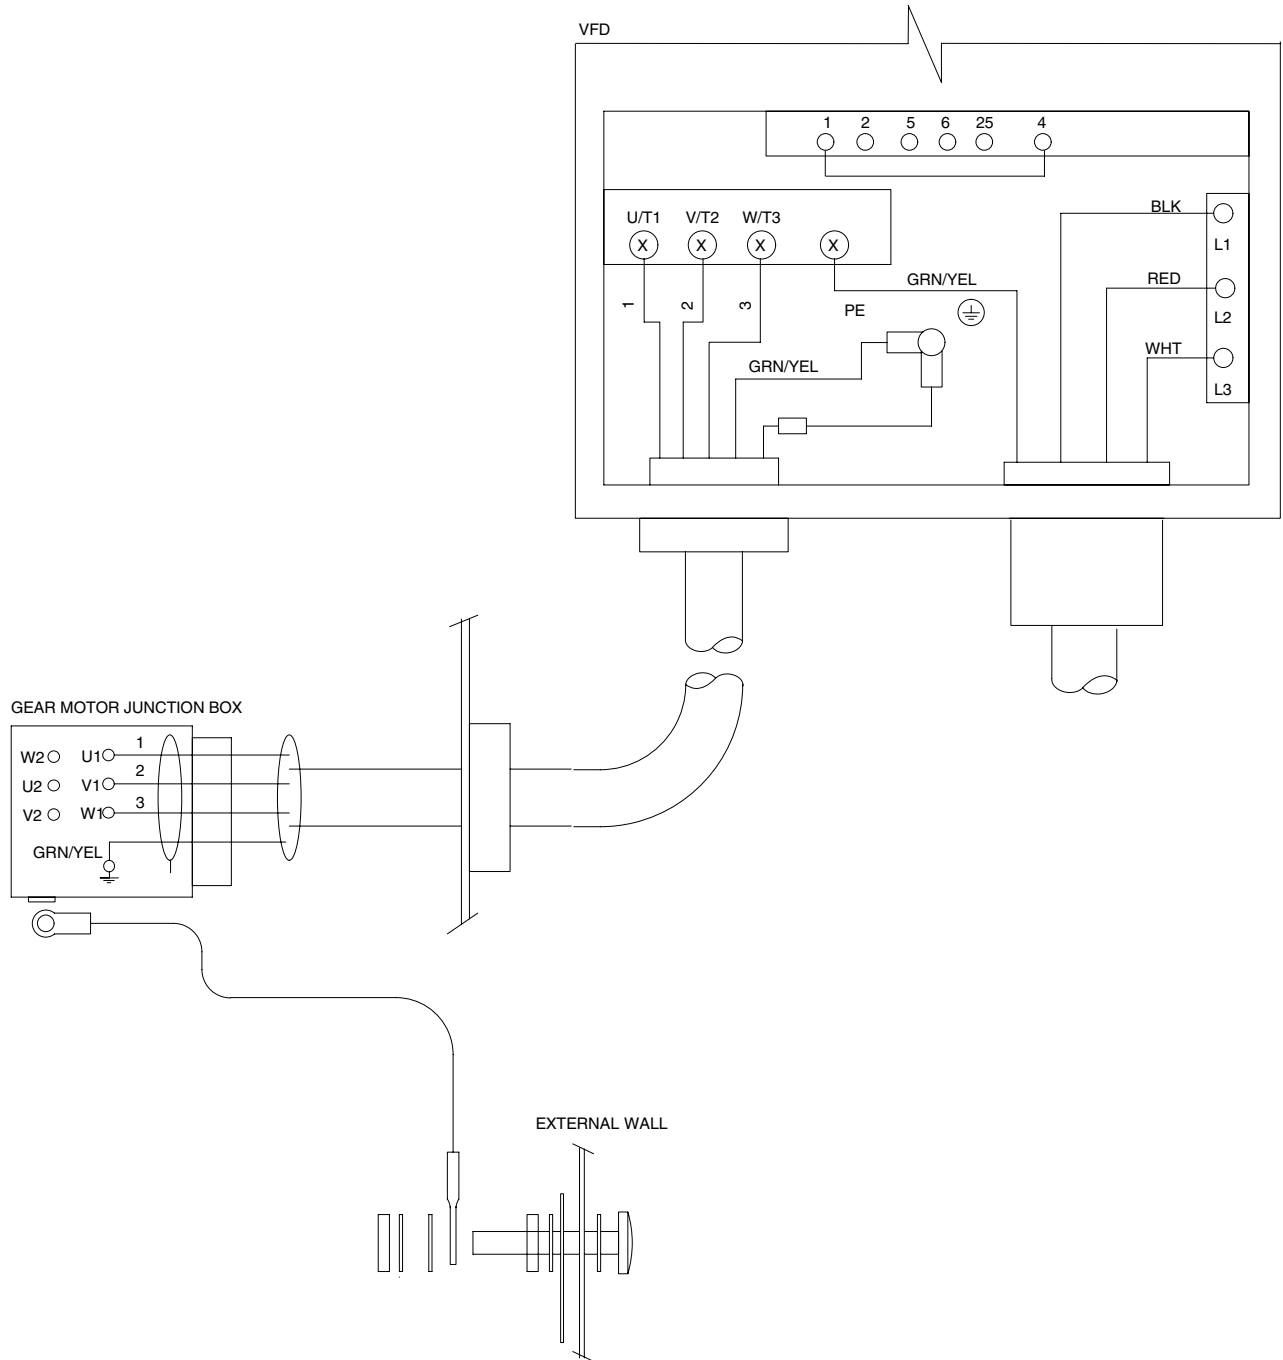 VFD
1 2 5 6 25 4
U/T1 V/T2 W/T3
X X X X
BLK
L1
GRN/YEL
RED
L2
1 2 3
PE
WHT
GRN/YEL
L3
GEAR MOTOR JUNCTION BOX
W2 U1 1
U2 V1 2
V2 W1 3
GRN/YEL
EXTERNAL WALL